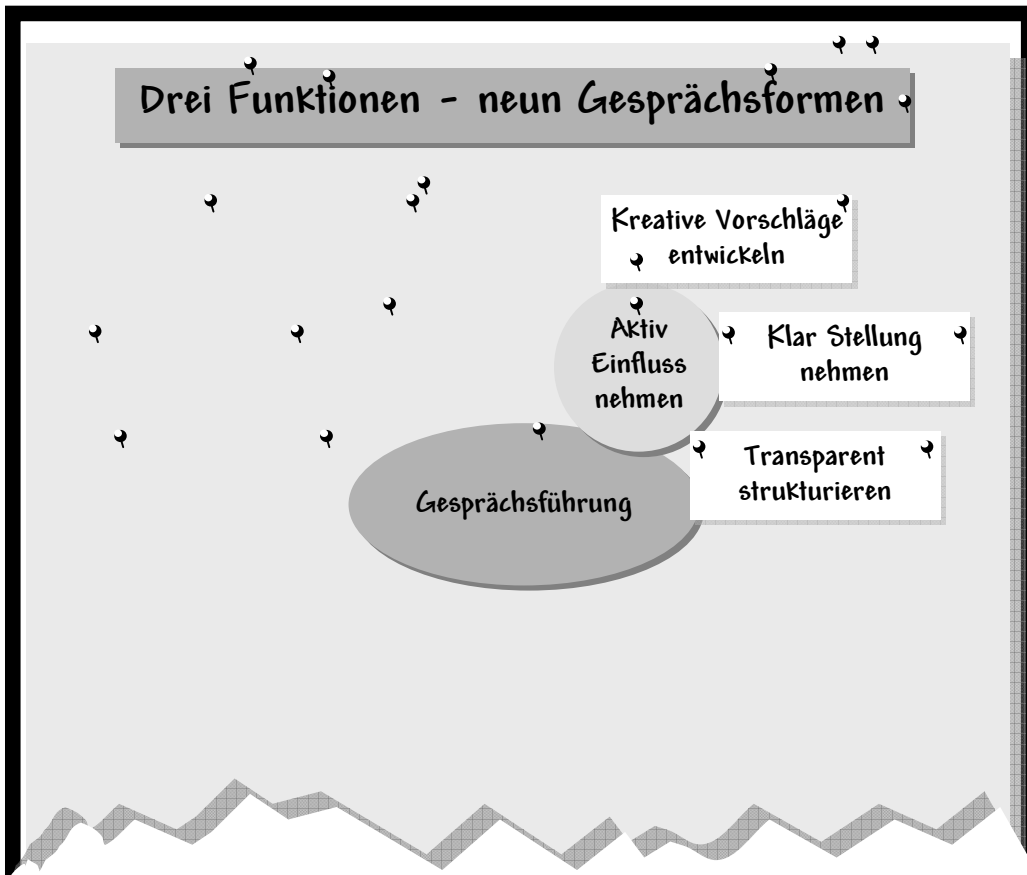 Drei Funktionen - neun Gesprächsformen
Kreative Vorschläge
entwickeln
Aktiv
Einfluss
nehmen
Klar Stellung
nehmen
Transparent
strukturieren
Gesprächsführung